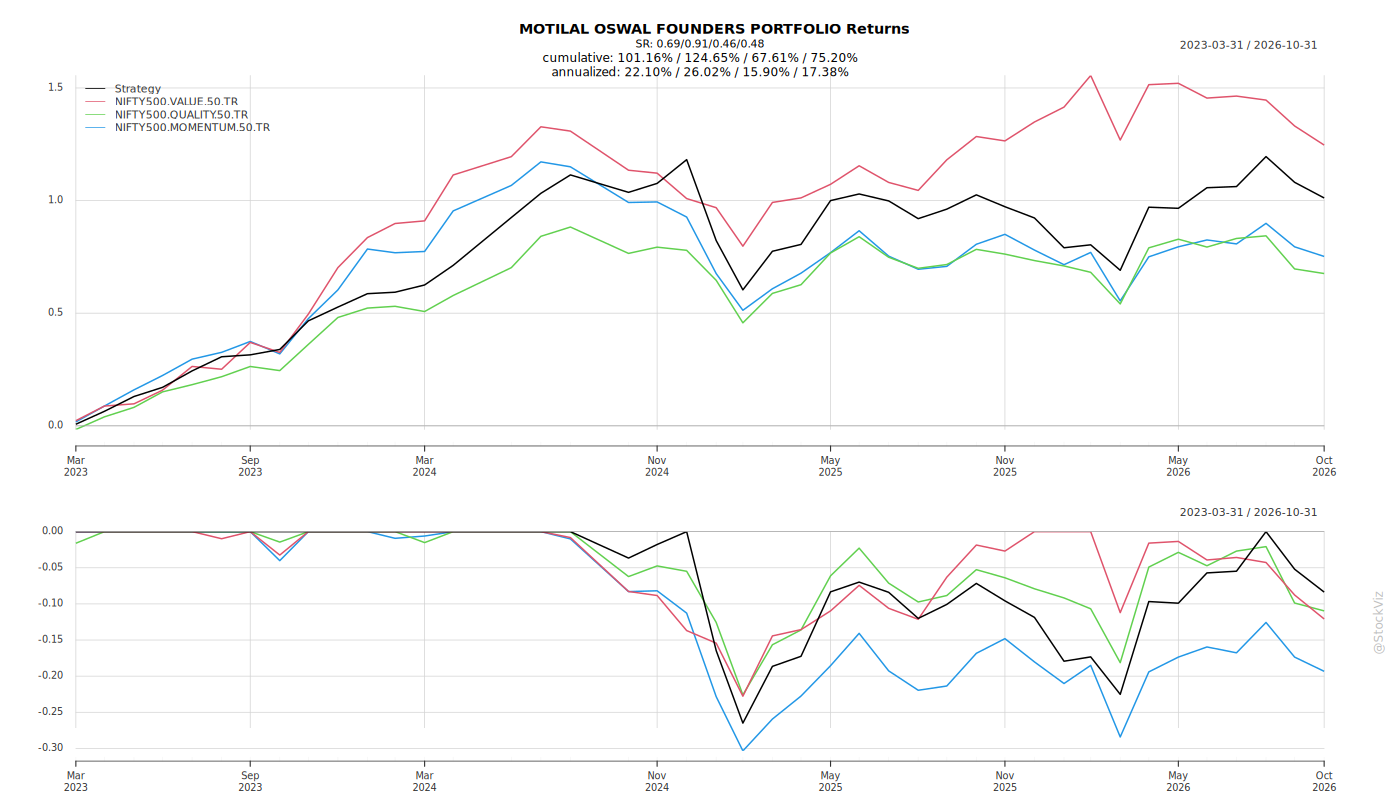 MOTILAL OSWAL FOUNDERS PORTFOLIO Returns
SR: 0.69/0.91/0.46/0.48
cumulative: 101.16% / 124.65% / 67.61% / 75.20%
annualized: 22.10% / 26.02% / 15.90% / 17.38%
2023-03-31 / 2026-10-31
Strategy
NIFTY500.VALUE.50.TR
NIFTY500.QUALITY.50.TR
NIFTY500.MOMENTUM.50.TR
1.5
1.0
0.5
0.0
Mar Sep Mar Nov May Nov May Oct
2023 2023 2024 2024 2025 2025 2026 2026
2023-03-31 / 2026-10-31
0.00
-0.05
-0.10
-0.15
-0.20
-0.25
-0.30
Mar Sep Mar Nov May Nov May Oct
2023 2023 2024 2024 2025 2025 2026 2026
@StockViz